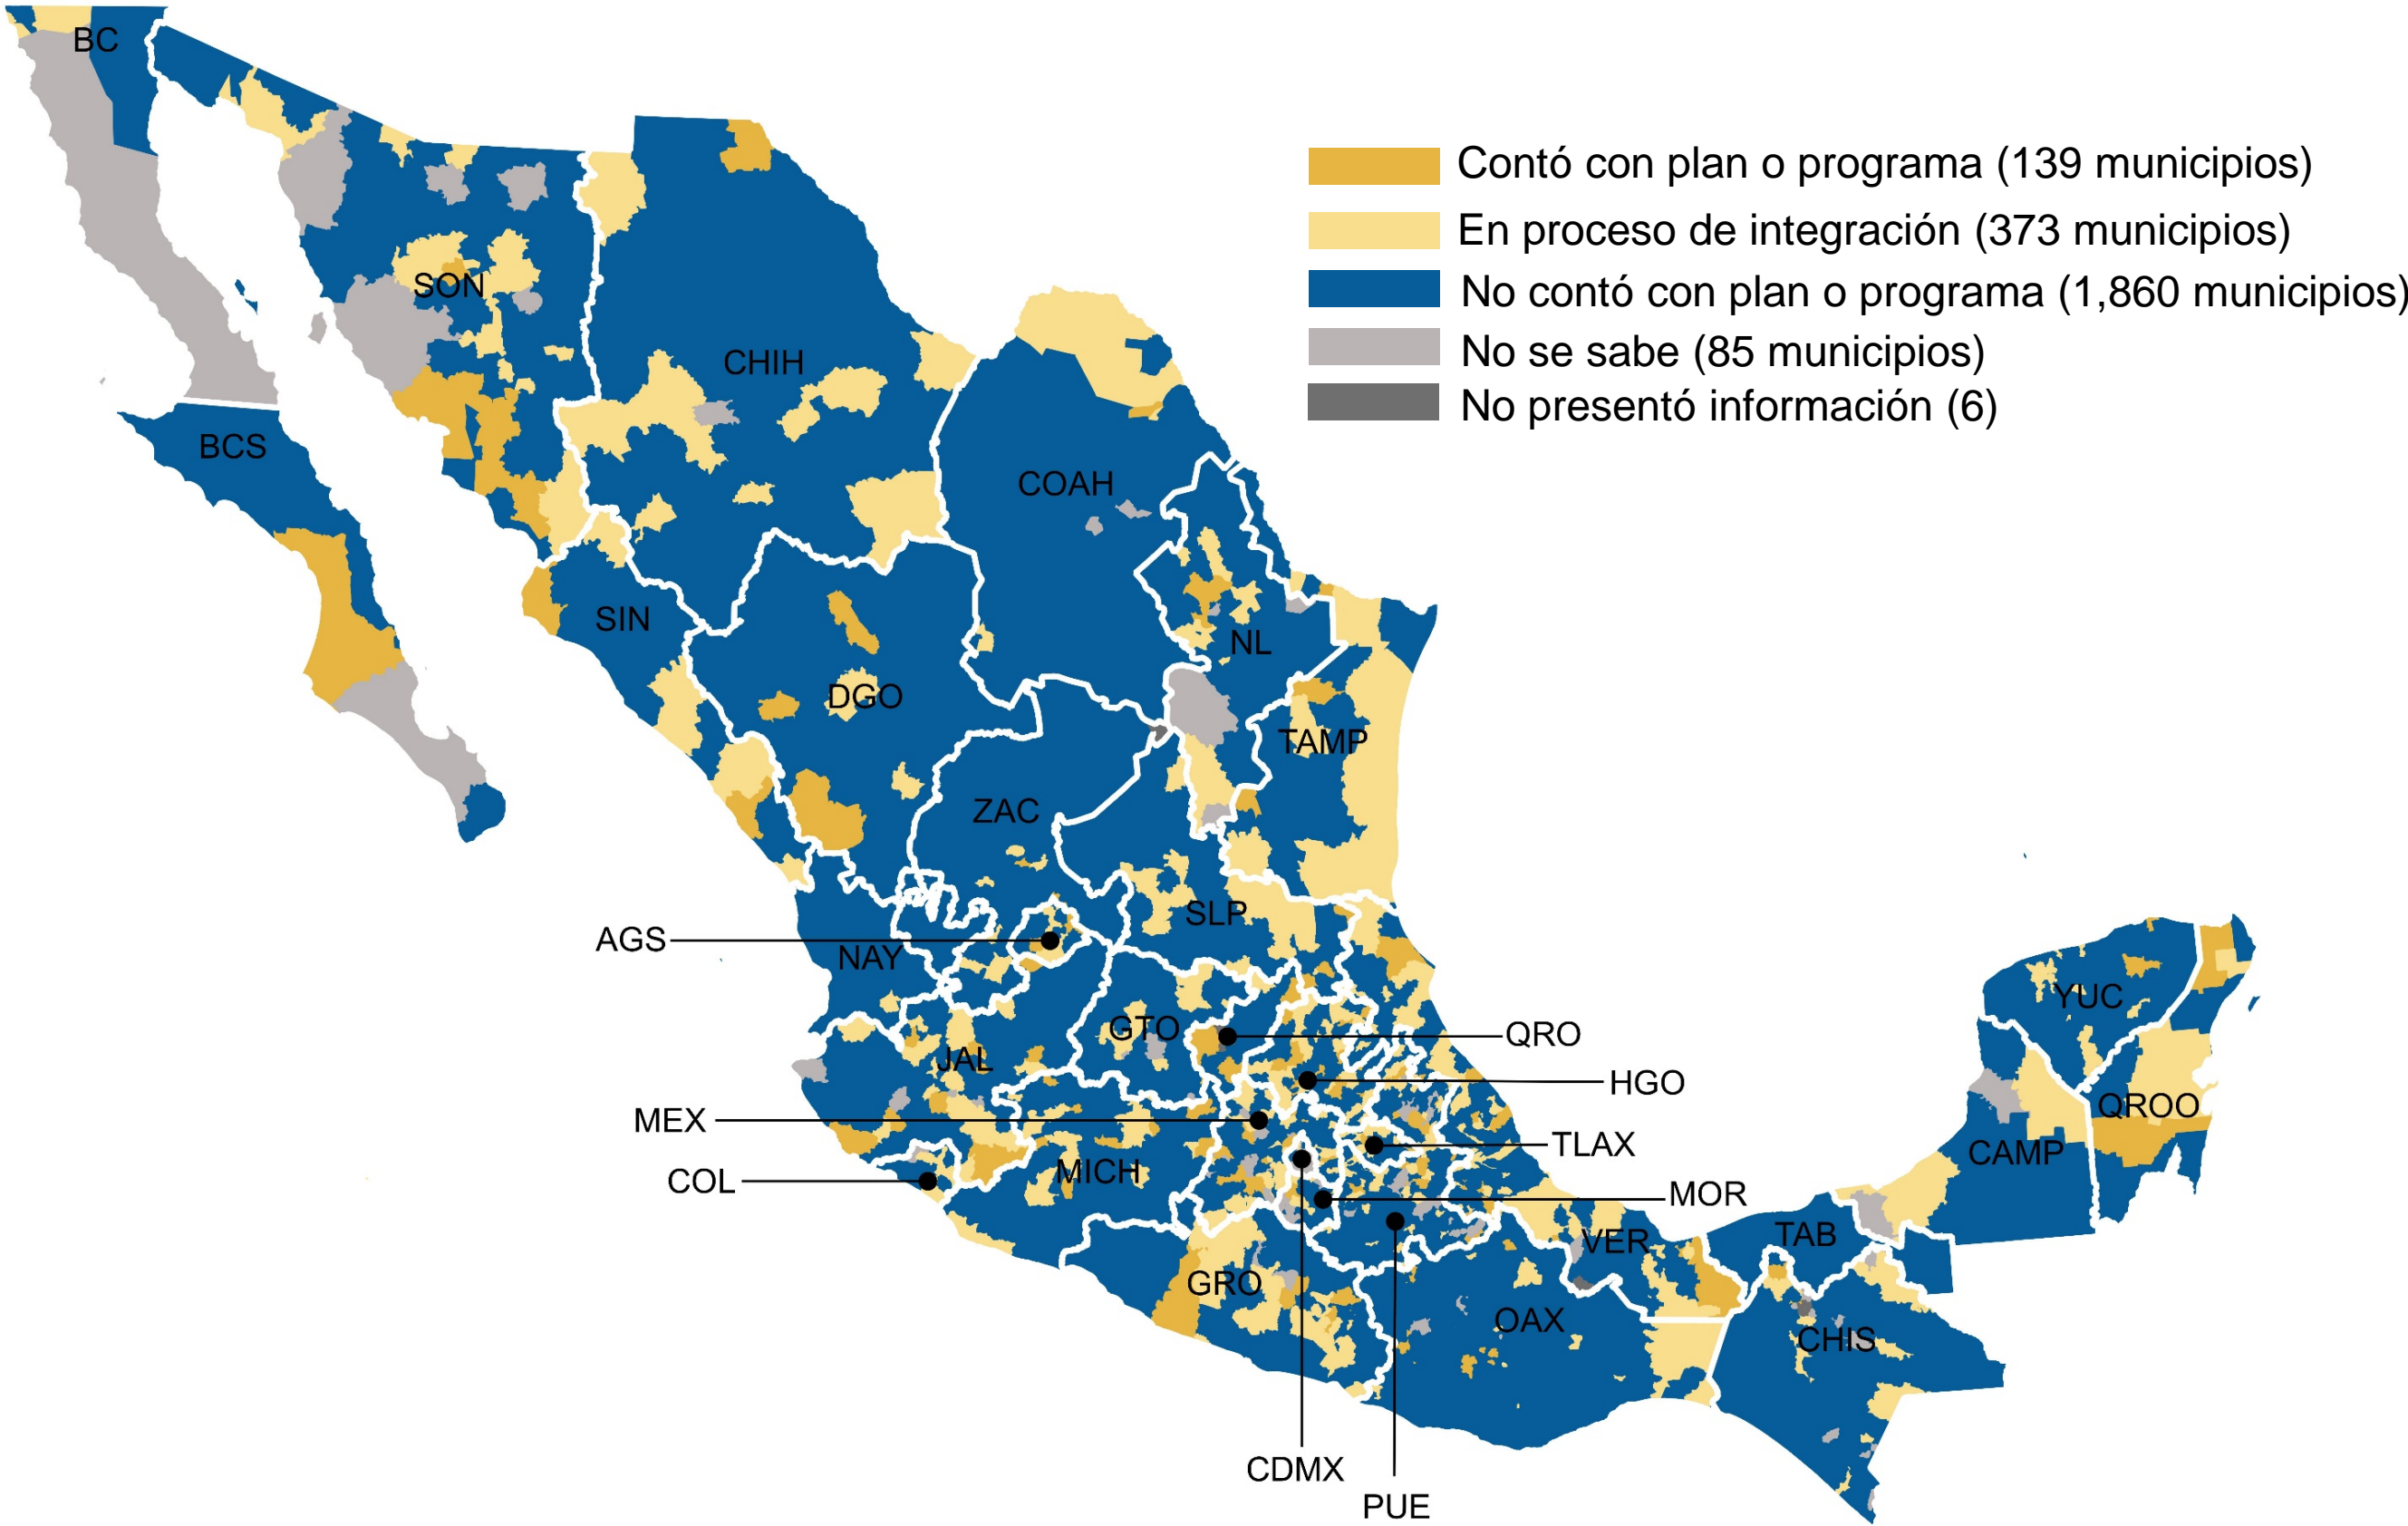 BC
Contó con plan o programa (139 municipios)
En proceso de integración (373 municipios)
No contó con plan o programa (1,860 municipios)
No se sabe (85 municipios)
No presentó información (6)
SON
CHIH
BCS
COAH
SIN
NL
DGO
TAMP
ZAC
SLP
AGS
NAY
YUC
GTO
QRO
JAL
HGO
QROO
MEX
TLAX
CAMP
MICH
COL
MOR
TAB
VER
GRO
OAX
CHIS
CDMX
PUE